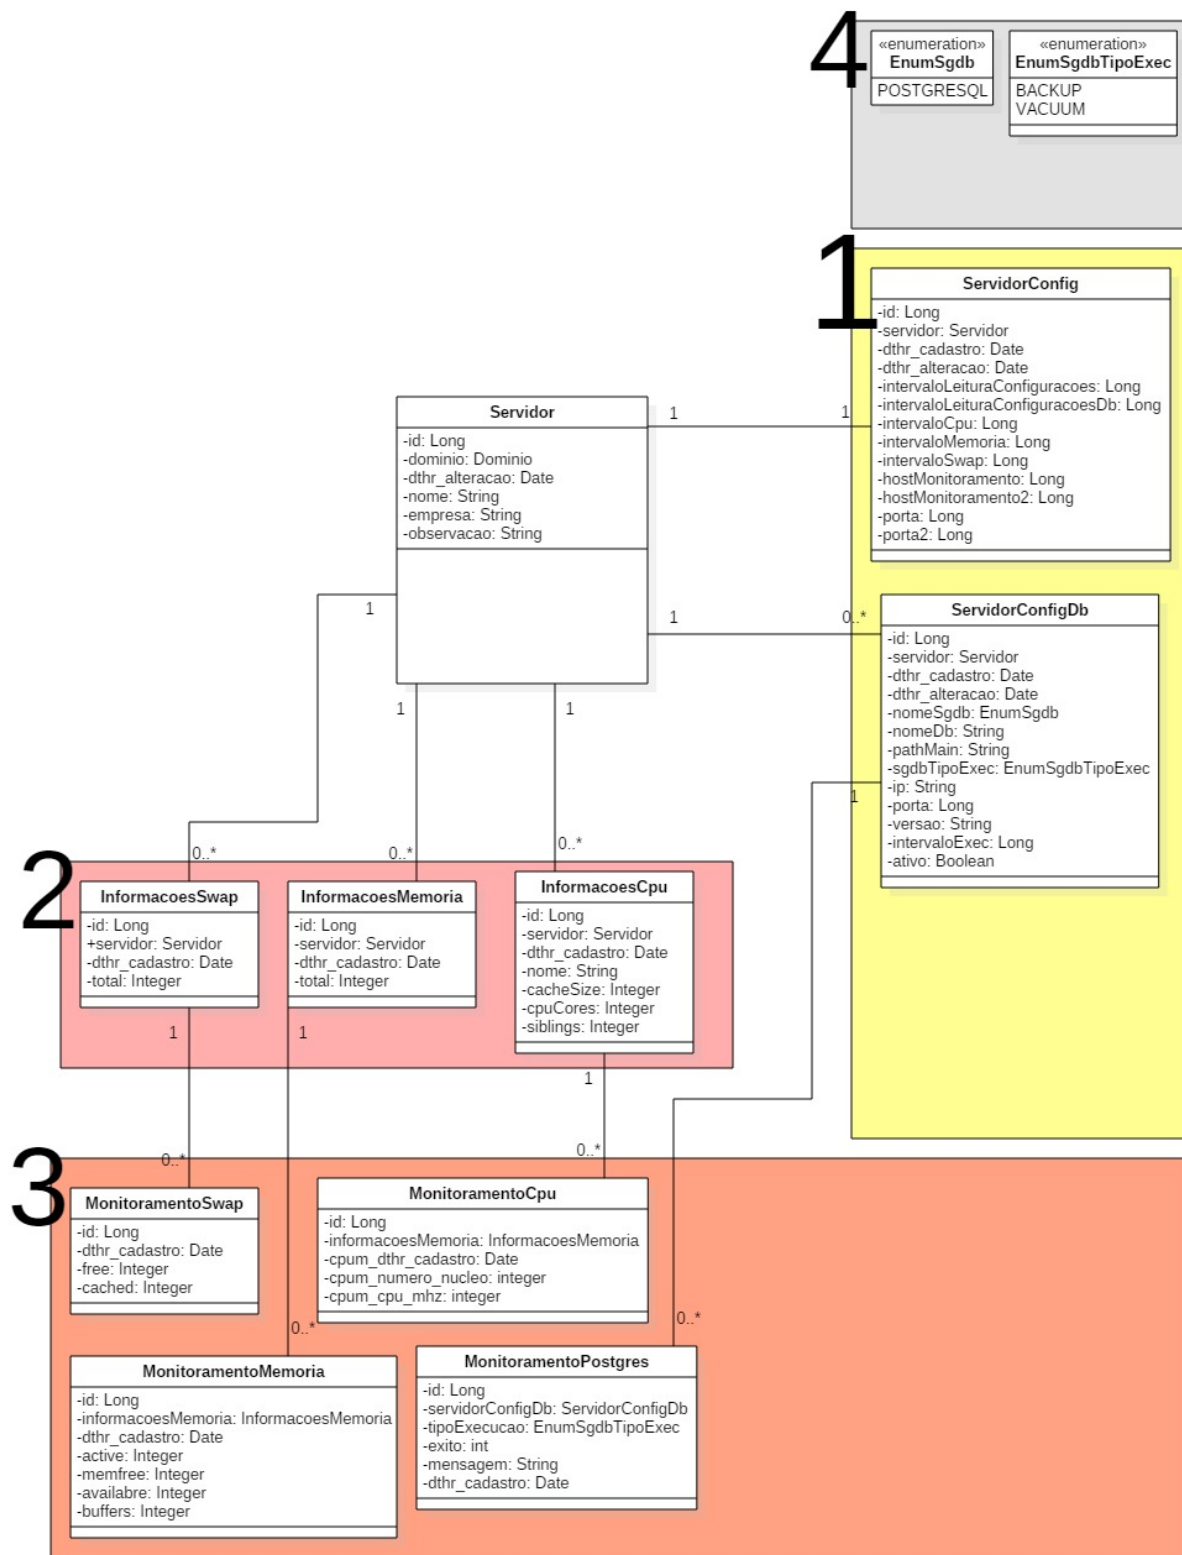 4
«enumeration»
EnumSgdb
POSTGRESQL
«enumeration»
EnumSgdbTipoExec
BACKUP
VACUUM
1
ServidorConfig
-id: Long
-servidor: Servidor
-dthr_cadastro: Date
-dthr_alteracao: Date
-intervaloLeituraConfiguracoes: Long
-intervaloLeituraConfiguracoesDb: Long
-intervaloCpu: Long
-intervaloMemoria: Long
-intervaloSwap: Long
-hostMonitoramento: Long
-hostMonitoramento2: Long
-porta: Long
-porta2: Long
Servidor
-id: Long
-dominio: Dominio
-dthr_alteracao: Date
-nome: String
-empresa: String
-observacao: String
1
1
1
0..*
1
1
1
ServidorConfigDb
-id: Long
-servidor: Servidor
-dthr_cadastro: Date
-dthr_alteracao: Date
-nomeSgdb: EnumSgdb
-nomeDb: String
-pathMain: String
-sgdbTipoExec: EnumSgdbTipoExec
-ip: String
-porta: Long
-versao: String
-intervaloExec: Long
-ativo: Boolean
1
0..*
0..*
0..*
2
InformacoesSwap
-id: Long
+servidor: Servidor
-dthr_cadastro: Date
-total: Integer
InformacoesMemoria
-id: Long
-servidor: Servidor
-dthr_cadastro: Date
-total: Integer
InformacoesCpu
-id: Long
-servidor: Servidor
-dthr_cadastro: Date
-nome: String
-cacheSize: Integer
-cpuCores: Integer
-siblings: Integer
1
1
1
0..*
0..*
3
MonitoramentoSwap
-id: Long
-dthr_cadastro: Date
-free: Integer
-cached: Integer
MonitoramentoCpu
-id: Long
-informacoesMemoria: InformacoesMemoria
-cpum_dthr_cadastro: Date
-cpum_numero_nucleo: integer
-cpum_cpu_mhz: integer
0..*
0..*
MonitoramentoMemoria
-id: Long
-informacoesMemoria: InformacoesMemoria
-dthr_cadastro: Date
-active: Integer
-memfree: Integer
-availabre: Integer
-buffers: Integer
MonitoramentoPostgres
-id: Long
-servidorConfigDb: ServidorConfigDb
-tipoExecucao: EnumSgdbTipoExec
-exito: int
-mensagem: String
-dthr_cadastro: Date